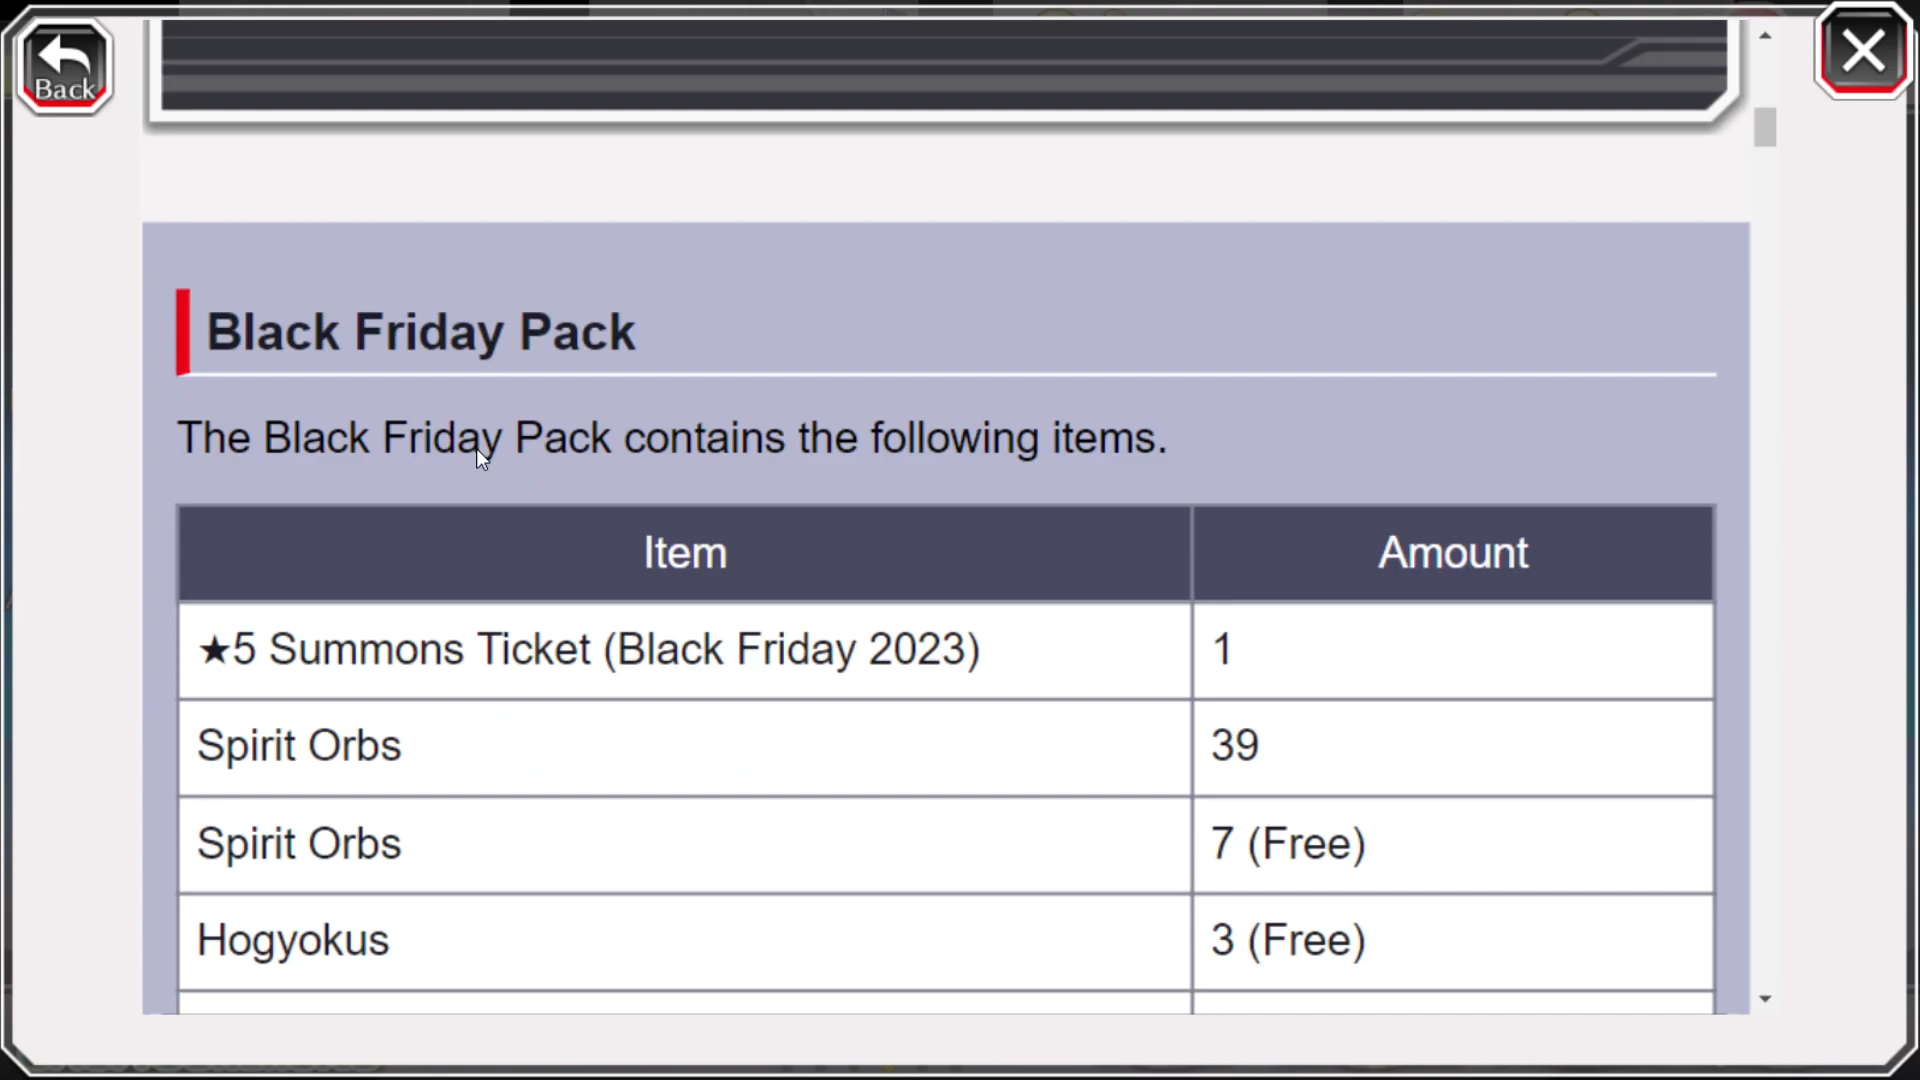 Back
Black Friday Pack
The Black Friday Pack contains the following items.
Item Amount
★5 Summons Ticket (Black Friday 2023) 1
Spirit Orbs 39
Spirit Orbs 7 (Free)
Hogyokus 3 (Free)